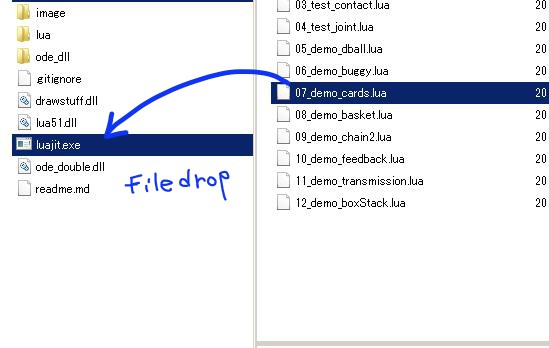 image
lua
ode_dll
.gitignore
drawstuff.dll
lua51.dll
luajit.exe
ode_double.dll
readme.md
File drop
03_test_contact.lua 20
04_test_joint.lua 20
05_demo_dball.lua 20
06_demo_buggy.lua 20
07_demo_cards.lua 20
08_demo_basket.lua 20
09_demo_chain2.lua 20
10_demo_feedback.lua 20
11_demo_transmission.lua 20
12_demo_boxStack.lua 20